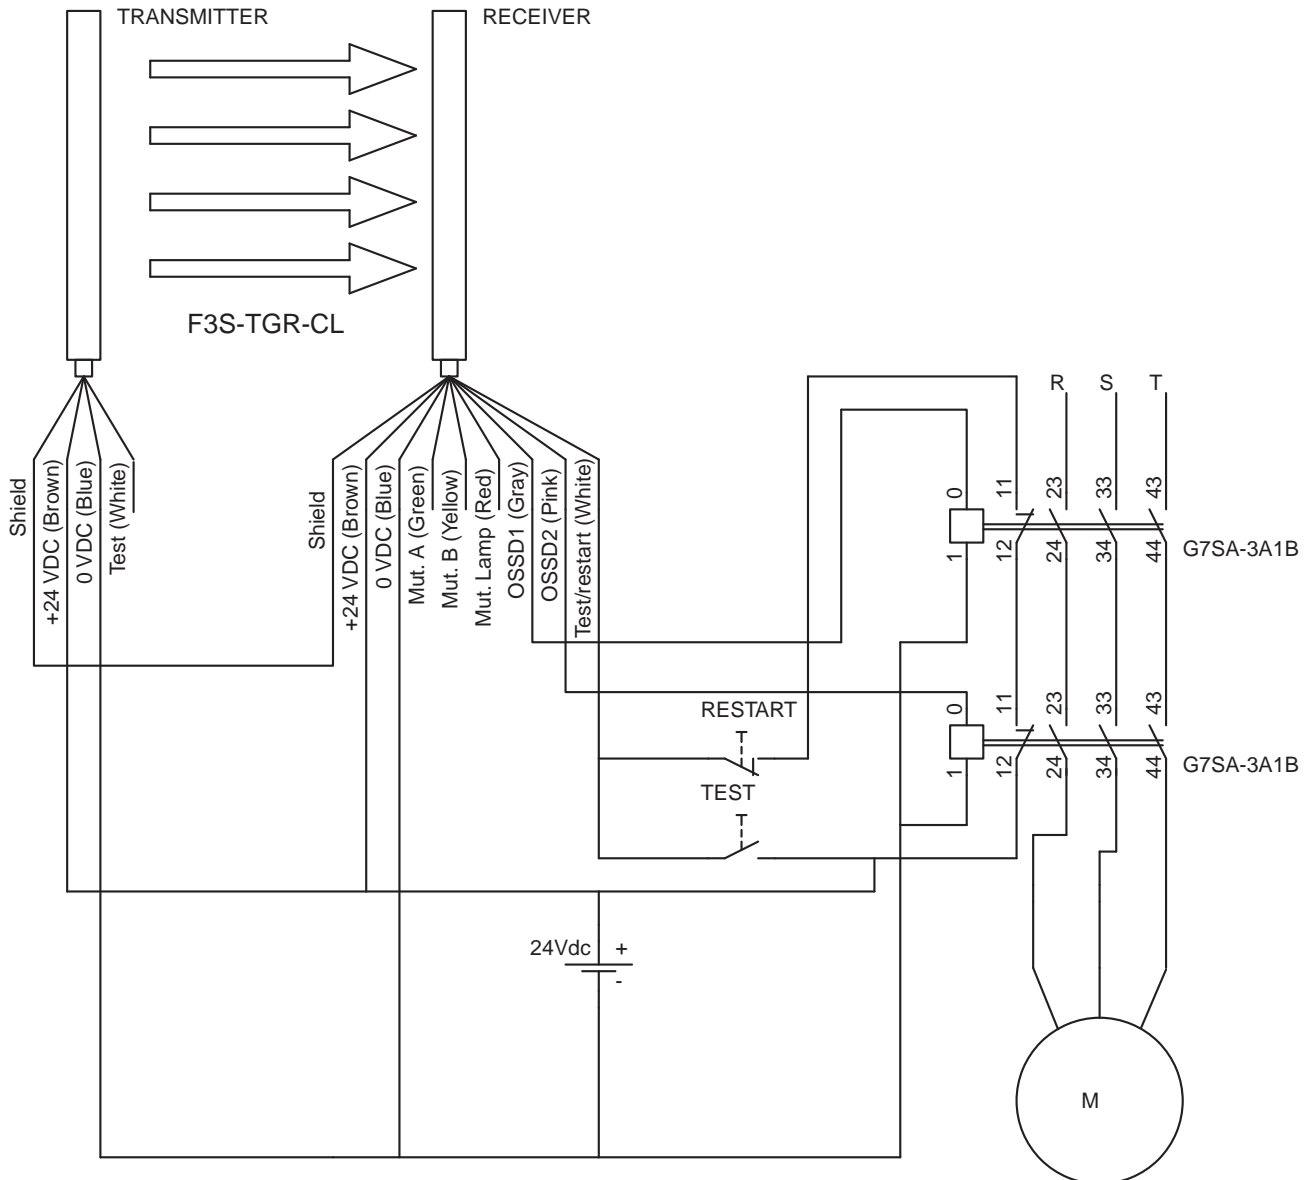 TRANSMITTER
RECEIVER
F3S-TGR-CL
R S T
Shield
+24 VDC (Brown)
0 VDC (Blue)
Test (White)
Shield
+24 VDC (Brown)
0 VDC (Blue)
Mut. A (Green)
Mut. B (Yellow)
Mut. Lamp (Red)
OSSD1 (Gray)
OSSD2 (Pink)
Test/restart (White)
0 11 23 33 43
1 12 24 34 44
G7SA-3A1B
RESTART
0 11 23 33 43
1 12 24 34 44
G7SA-3A1B
TEST
24Vdc +
-
M